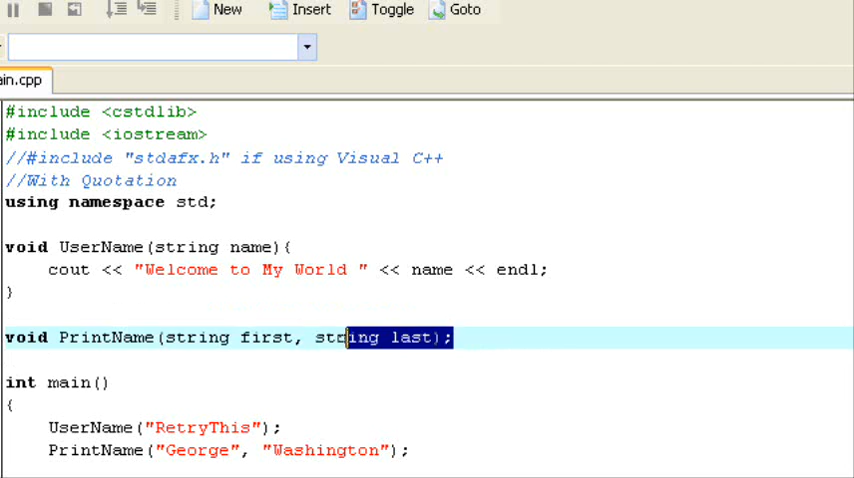 New Insert Toggle Goto
ain.cpp
#include <cstdlib>
#include <iostream>
//#include "stdafx.h" if using Visual C++
//With Quotation
using namespace std;
void UserName(string name){
cout << "Welcome to My World " << name << endl;
}
void PrintName(string first, string last);
int main()
{
UserName("RetryThis");
PrintName("George", "Washington");